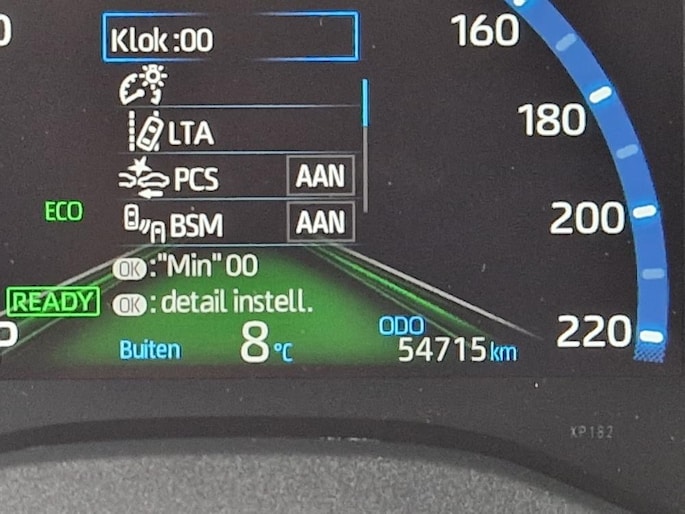 Klok :00
160
LTA
180
PCS AAN
ECO
BSM AAN
200
OK :"Min" 00
READY
OK : detail instell.
220
Buiten 8°C
ODO
54715 km
XP182